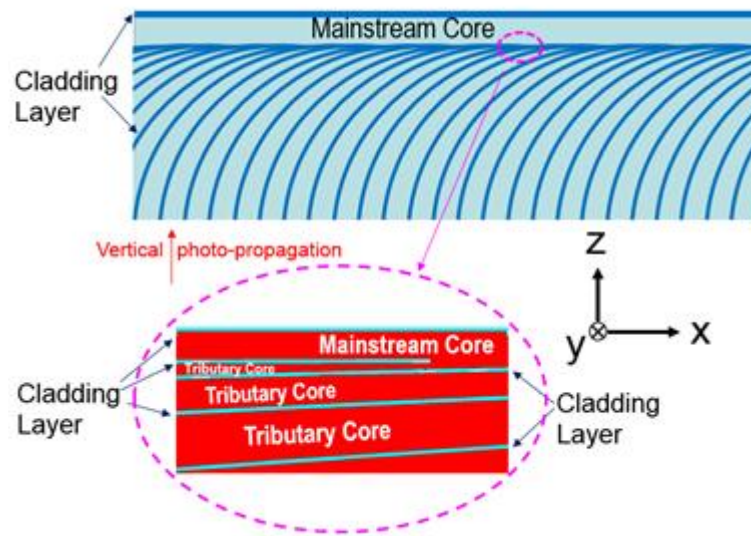 Mainstream Core
Cladding
Layer
Vertical photo-propagation
z
y x
Mainstream Core
Tributary Core
Tributary Core
Tributary Core
Cladding
Layer
Cladding
Layer